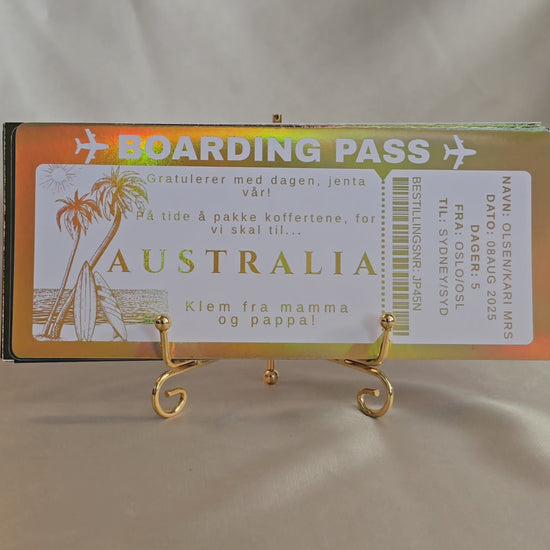 BOARDING PASS
Gratulerer med dagen, jenta
vår!
På tide å pakke koffertene, for
vi skal til...
AUSTRALIA
Klem fra mamma
og pappa!
BESTILLINGSNR: JP45N
NAVN: OLSEN/KARI MRS
DATO: 08AUG 2025
DAGER: 5
FRA: OSLO/OSL
TIL: SYDNEY/SYD